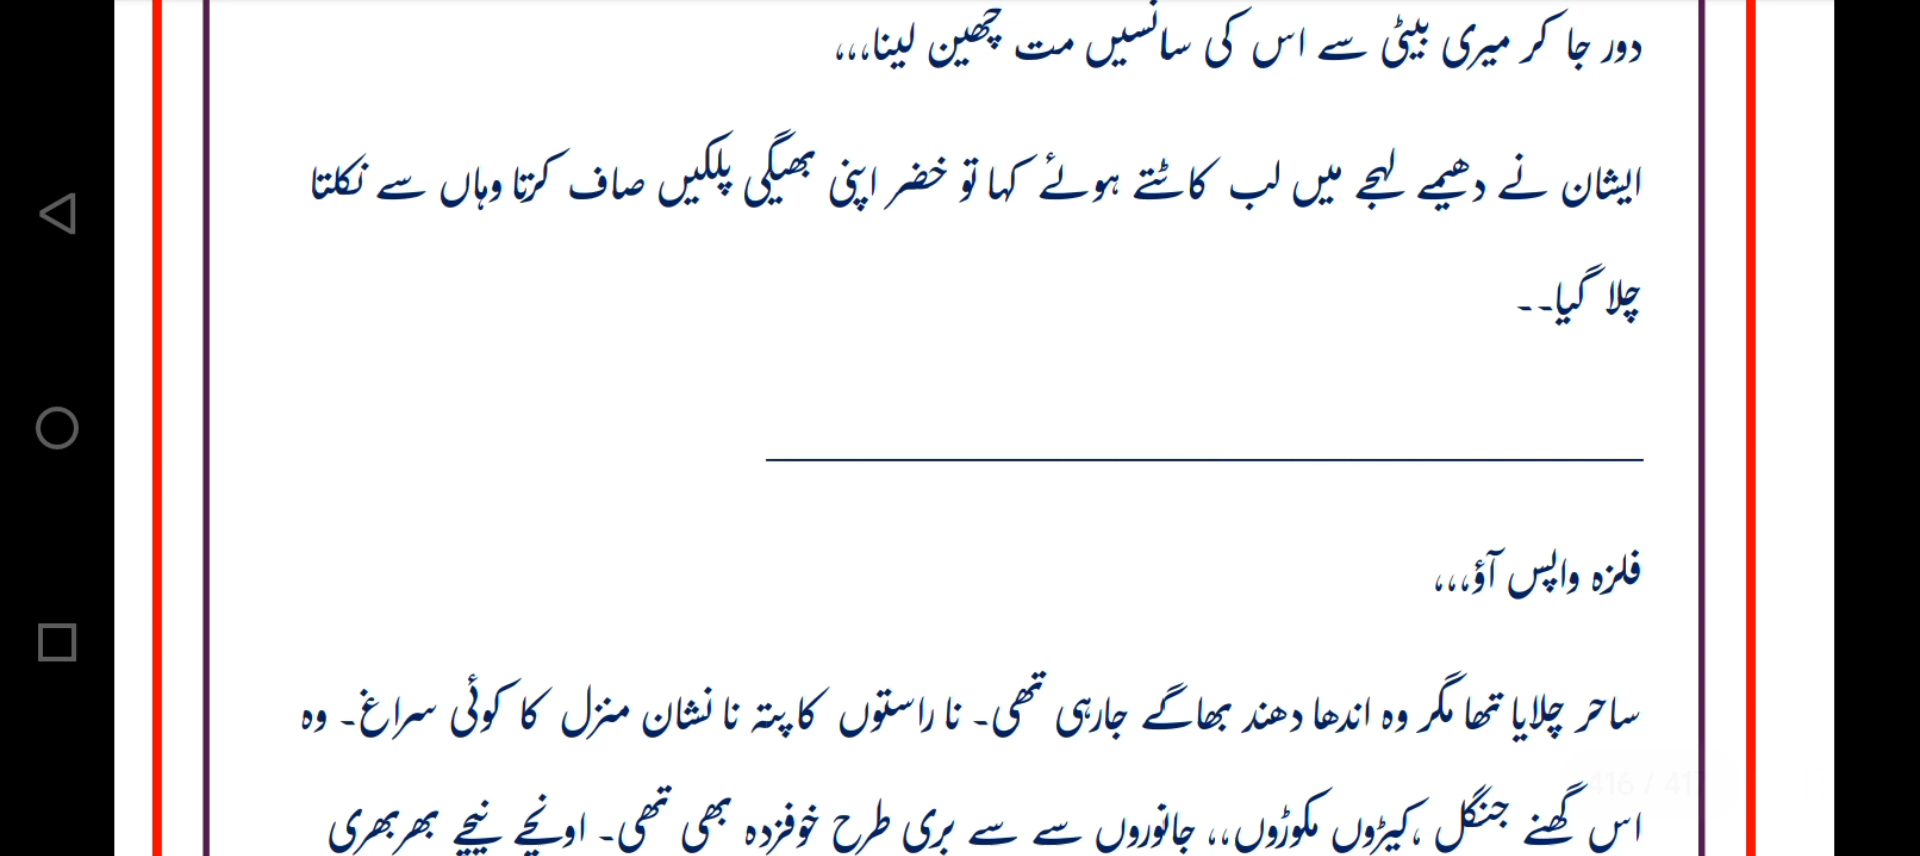 دور جا کر میری بیٹی سے اس کی سانسیں مت چھین لینا،،،
ایشان نے دھیمے لہجے میں لب کاٹتے ہوئے کہا تو خضر اپنی بھیگی پلکیں صاف کرتا وہاں سے نکلتا
چلا گیا۔۔
فلزہ واپس آؤ،،،
ساحر چلایا تھا مگر وہ اندھا دھند بھاگے جارہی تھی۔ نا راستوں کا پتہ نا نشان منزل کا کوئی سراغ۔ وہ
اس گھنے جنگل ،کیڑوں مکوڑوں،، جانوروں سے سے بری طرح خوفزدہ بھی تھی۔ اونچے نیچے بھربھری